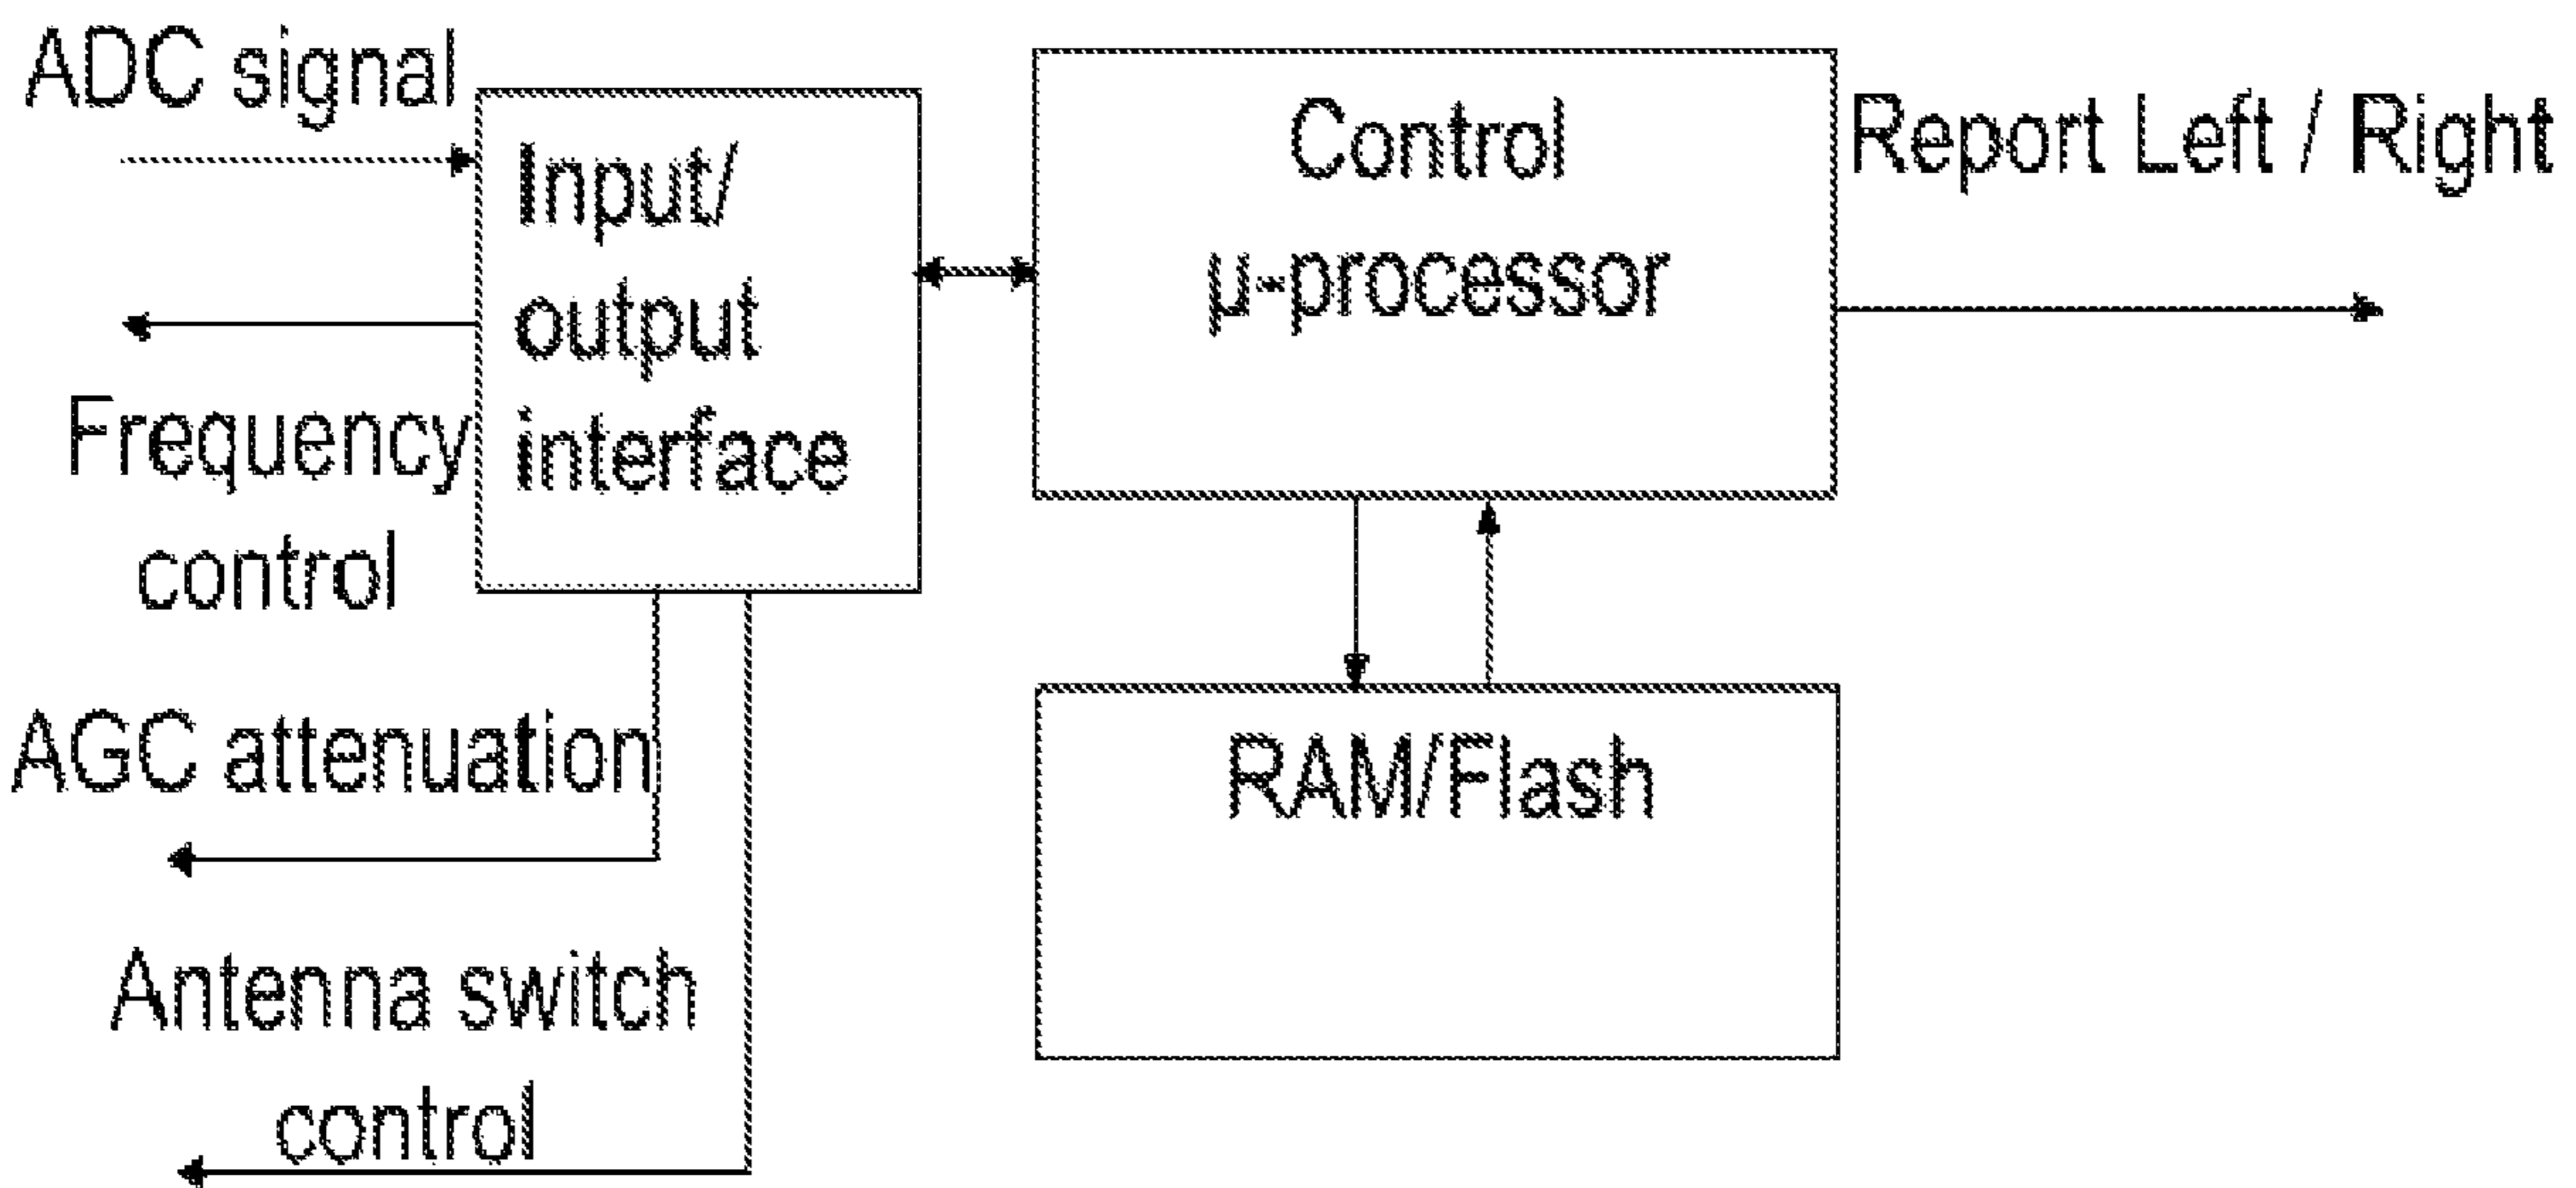 ADC signal
Input/
output
interface
Frequency
control
AGC attenuation
Antenna switch
control
Control
μ-processor
Report Left / Right
RAM/Flash